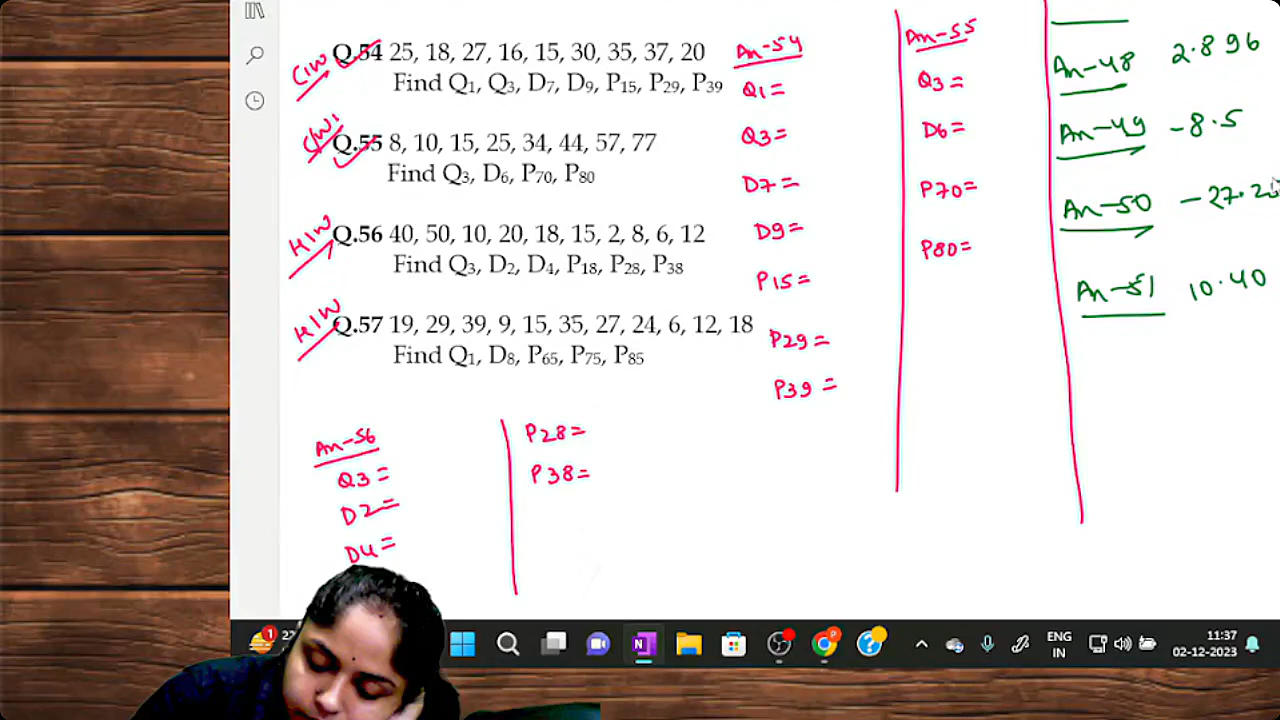 C/W Q.54 25, 18, 27, 16, 15, 30, 35, 37, 20
Find Q₁, Q₃, D₇, D₉, P₁₅, P₂₉, P₃₉
C/W Q.55 8, 10, 15, 25, 34, 44, 57, 77
Find Q₃, D₆, P₇₀, P₈₀
H/W Q.56 40, 50, 10, 20, 18, 15, 2, 8, 6, 12
Find Q₃, D₂, D₄, P₁₈, P₂₈, P₃₈
H/W Q.57 19, 29, 39, 9, 15, 35, 27, 24, 6, 12, 18
Find Q₁, D₈, P₆₅, P₇₅, P₈₅
An-54
Q1=
Q3=
D7=
D9=
P15=
P29=
P39=
An-55
Q3=
D6=
P70=
P80=
An-48 2.896
An-49 -8.5
An-50 -27.2
An-51 10.40
An-56
Q3=
D2=
D4=
P28=
P38=
ENG
IN
11:37
02-12-2023